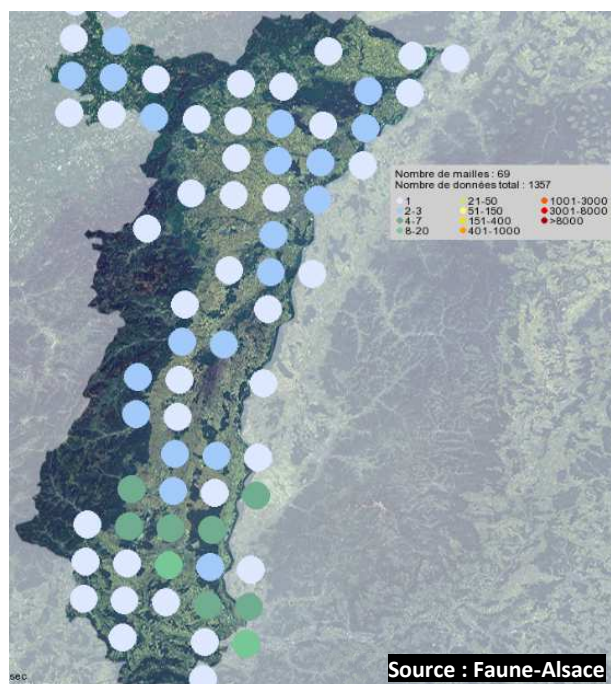 Nombre de mailles : 69
Nombre de données total : 1357
1 21-50 1001-3000
2-3 51-150 3001-8000
4-7 151-400 >8000
8-20 401-1000
sec
Source : Faune-Alsace